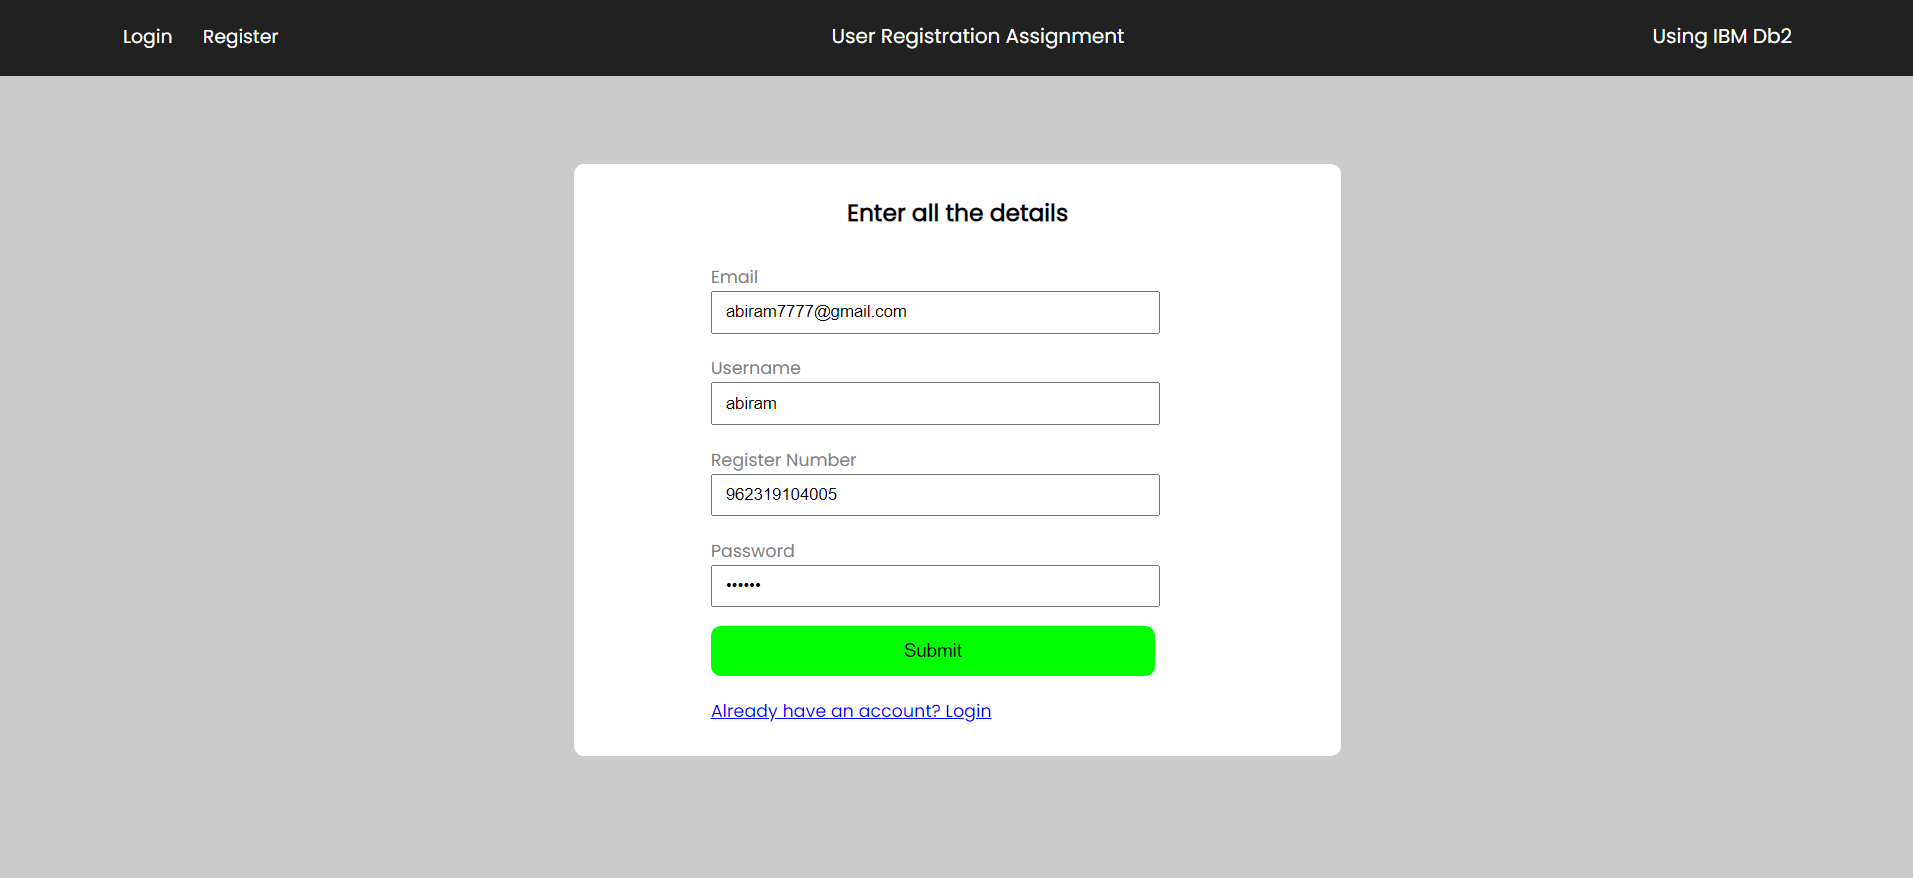 Login Register User Registration Assignment Using IBM Db2
Enter all the details
Email
abiram7777@gmail.com
Username
abiram
Register Number
962319104005
Password
••••••
Submit
Already have an account? Login